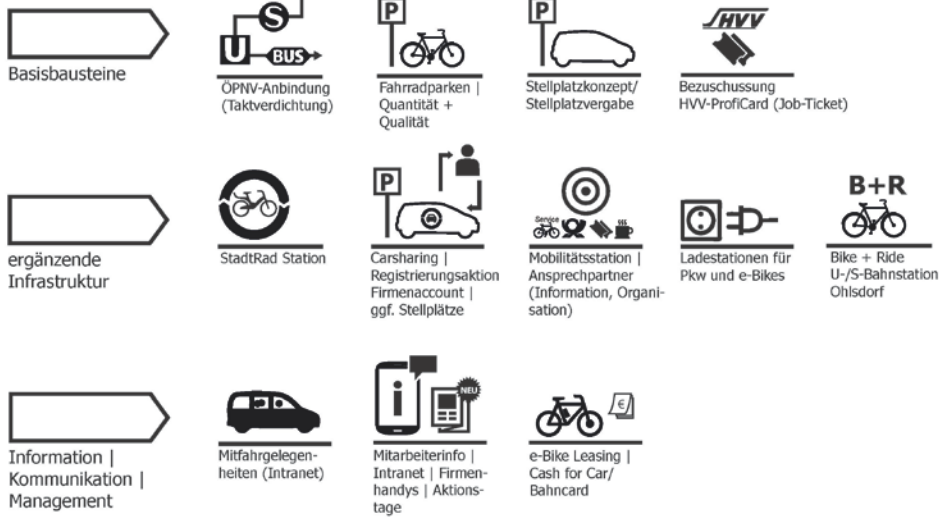 Basisbausteine
S
U
BUS
ÖPNV-Anbindung
(Taktverdichtung)
P
Fahrradparken |
Quantität +
Qualität
P
Stellplatzkonzept/
Stellplatzvergabe
HVV
Bezuschussung
HVV-ProfiCard (Job-Ticket)
ergänzende
Infrastruktur
StadtRad Station
P
Carsharing |
Registrierungsaktion
Firmenaccount |
ggf. Stellplätze
Service
Mobilitätsstation |
Ansprechpartner
(Information, Organi-
sation)
Ladestationen für
Pkw und e-Bikes
B+R
Bike + Ride
U-/S-Bahnstation
Ohlsdorf
Information |
Kommunikation |
Management
Mitfahrgelegen-
heiten (Intranet)
i
NEU
Mitarbeiterinfo |
Intranet | Firmen-
handys | Aktions-
tage
€
e-Bike Leasing |
Cash for Car/
Bahncard